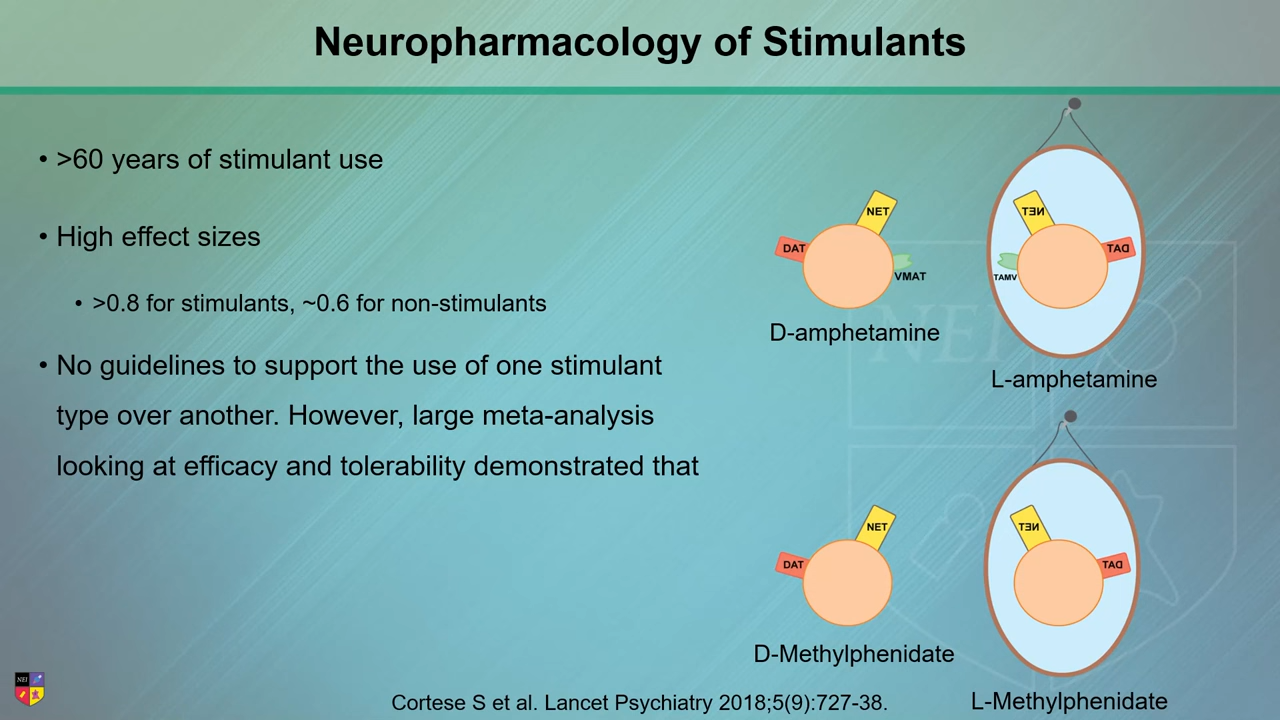 Neuropharmacology of Stimulants
• >60 years of stimulant use
• High effect sizes
• >0.8 for stimulants, ~0.6 for non-stimulants
• No guidelines to support the use of one stimulant
type over another. However, large meta-analysis
looking at efficacy and tolerability demonstrated that
NET
DAT
VMAT
D-amphetamine
NET
DAT
TAMV
L-amphetamine
NET
DAT
D-Methylphenidate
NET
DAT
L-Methylphenidate
NEI
NEI
Cortese S et al. Lancet Psychiatry 2018;5(9):727-38.